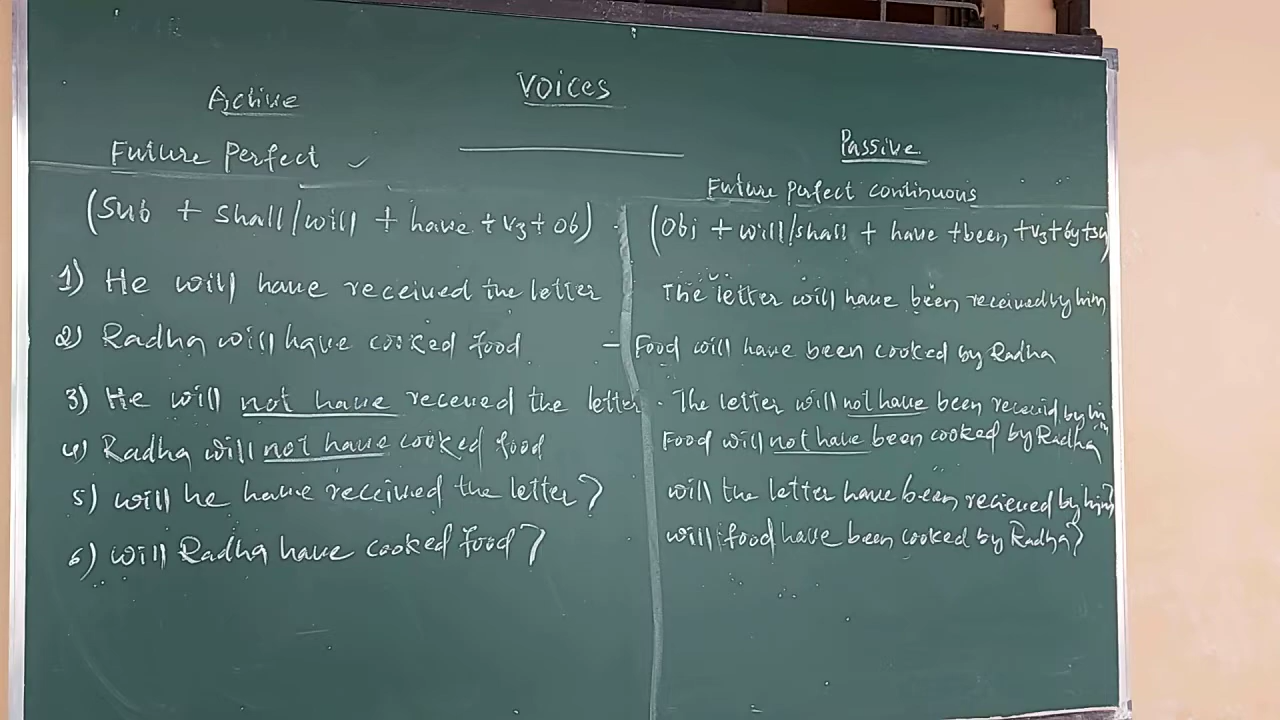 Voices
Active
Future Perfect ✓
(Sub + shall/will + have + v3 + ob)
1) He will have received the letter
2) Radha will have cooked food
3) He will not have receved the letter
4) Radha will not have cooked food
5) will he have received the letter?
6) will Radha have cooked food?
Passive
Future perfect continuous
(Obj + will/shall + have + been + v3 + by + su
The letter will have been received by him
– Food will have been cooked by Radha
The letter will not have been receeid by him
Food will not have been cooked by Radha
will the letter have been recieved by him?
will food have been cooked by Radha?